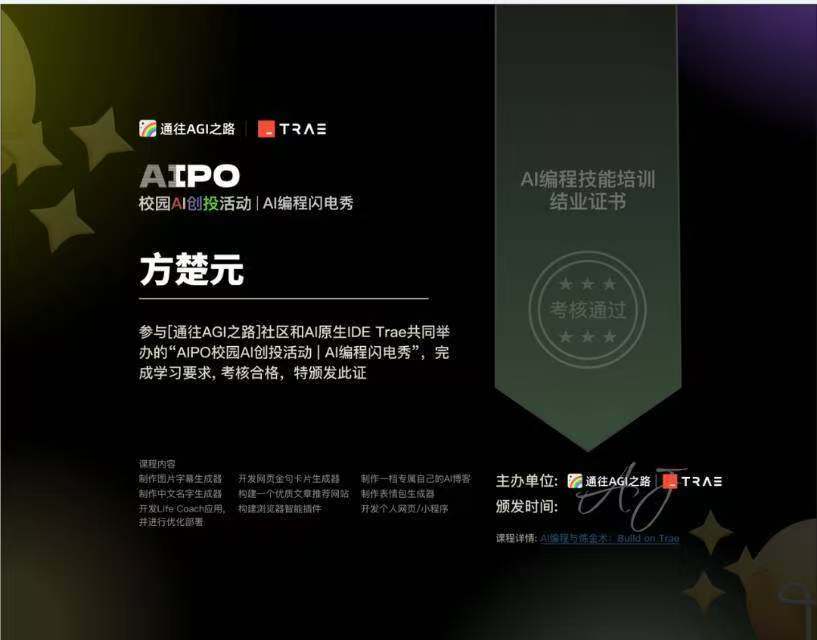 通往AGI之路 | TRAE
AIPO
校园AI创投活动 | AI编程闪电秀
方楚元
参与[通往AGI之路]社区和AI原生IDE Trae共同举
办的“AIPO校园AI创投活动 | AI编程闪电秀”，完
成学习要求, 考核合格，特颁发此证
AI编程技能培训
结业证书
考核通过
课程内容
制作图片字幕生成器 开发网页金句卡片生成器 制作一档专属自己的AI博客
制作中文名字生成器 构建一个优质文章推荐网站 制作表情包生成器
开发Life Coach应用, 构建浏览器智能插件 开发个人网页/小程序
并进行优化部署
主办单位: 通往AGI之路 | TRAE
颁发时间:
AJ
课程详情: AI编程与炼金术：Build on Trae